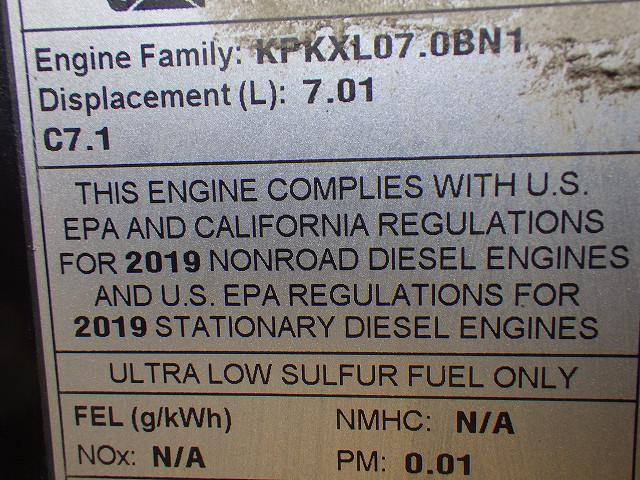 Engine Family: KPKXL07.0BN1
Displacement (L): 7.01
C7.1
THIS ENGINE COMPLIES WITH U.S.
EPA AND CALIFORNIA REGULATIONS
FOR 2019 NONROAD DIESEL ENGINES
AND U.S. EPA REGULATIONS FOR
2019 STATIONARY DIESEL ENGINES
ULTRA LOW SULFUR FUEL ONLY
FEL (g/kWh) NMHC: N/A
NOx: N/A PM: 0.01